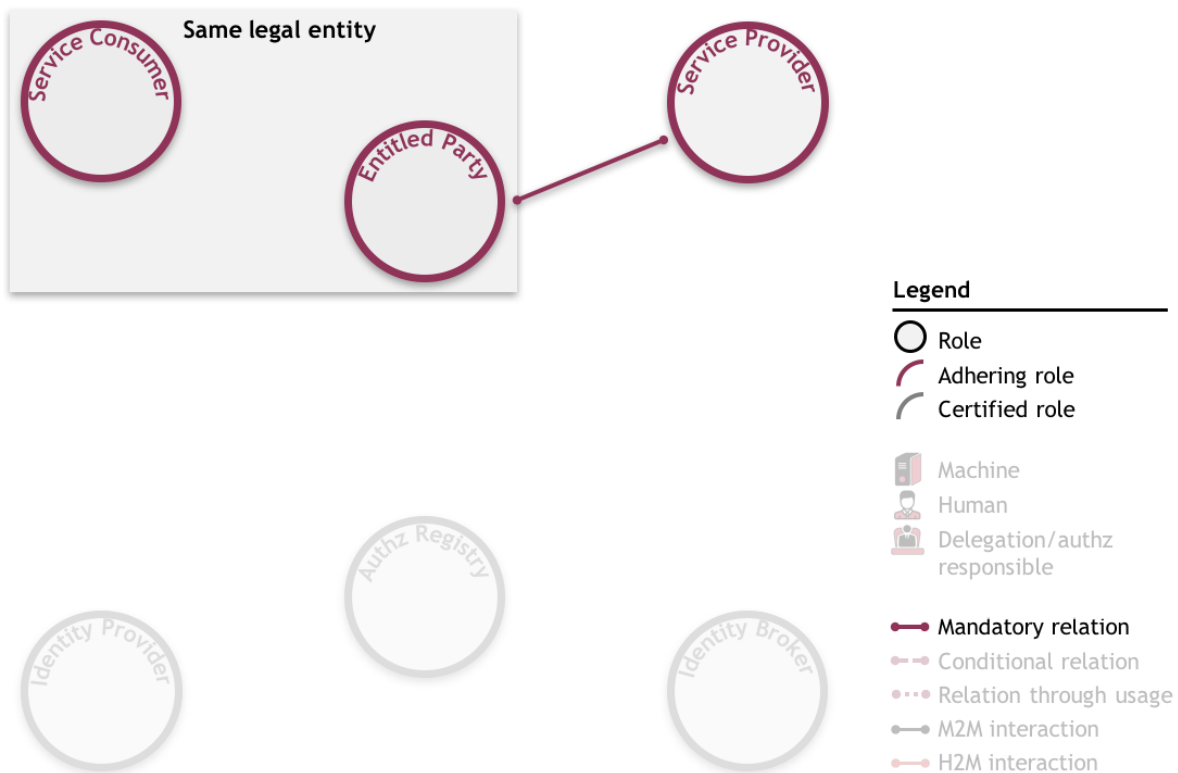 Same legal entity
Service Consumer
Service Provider
Entitled Party
Legend
Role
Adhering role
Certified role
Machine
Human
Delegation/authz
responsible
Authz Registry
Identity Provider
Identity Broker
Mandatory relation
Conditional relation
Relation through usage
M2M interaction
H2M interaction